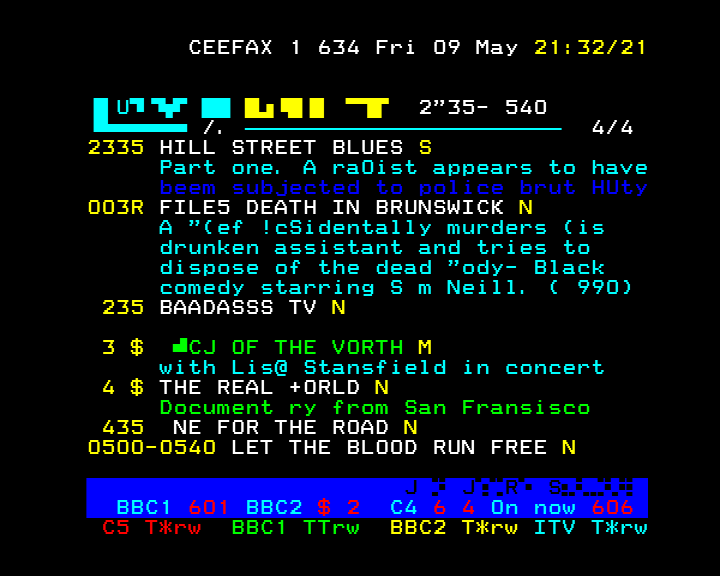 CEEFAX 1 634 Fri 09 May 21:32/21
2"35- 540
/. 4/4
2335 HILL STREET BLUES S
Part one. A ra0ist appears to have
beem subjected to police brut HUty
003R FILE5 DEATH IN BRUNSWICK N
A "(ef !cSidentally murders (is
drunken assistant and tries to
dispose of the dead "ody- Black
comedy starring S m Neill. ( 990)
235 BAADASSS TV N
3 $ CJ OF THE VORTH M
with Lis@ Stansfield in concert
4 $ THE REAL +ORLD N
Document ry from San Fransisco
435 NE FOR THE ROAD N
0500-0540 LET THE BLOOD RUN FREE N
BBC1 601 BBC2 $ 2 C4 6 4 On now 606
C5 T*rw BBC1 TTrw BBC2 T*rw ITV T*rw